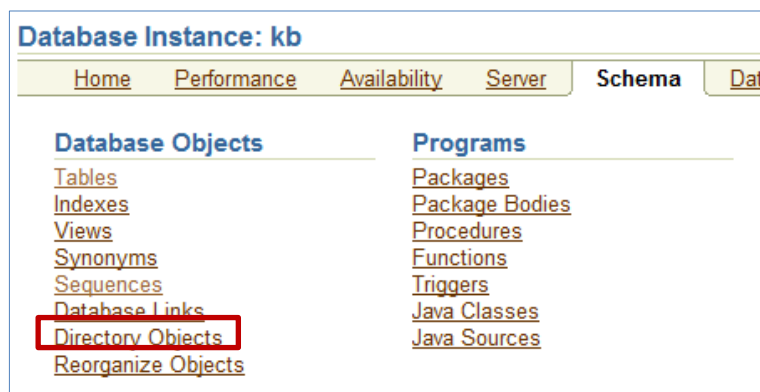 Database Instance: kb
Home Performance Availability Server Schema Dat
Database Objects
Tables
Indexes
Views
Synonyms
Sequences
Database Links
Directory Objects
Reorganize Objects
Programs
Packages
Package Bodies
Procedures
Functions
Triggers
Java Classes
Java Sources